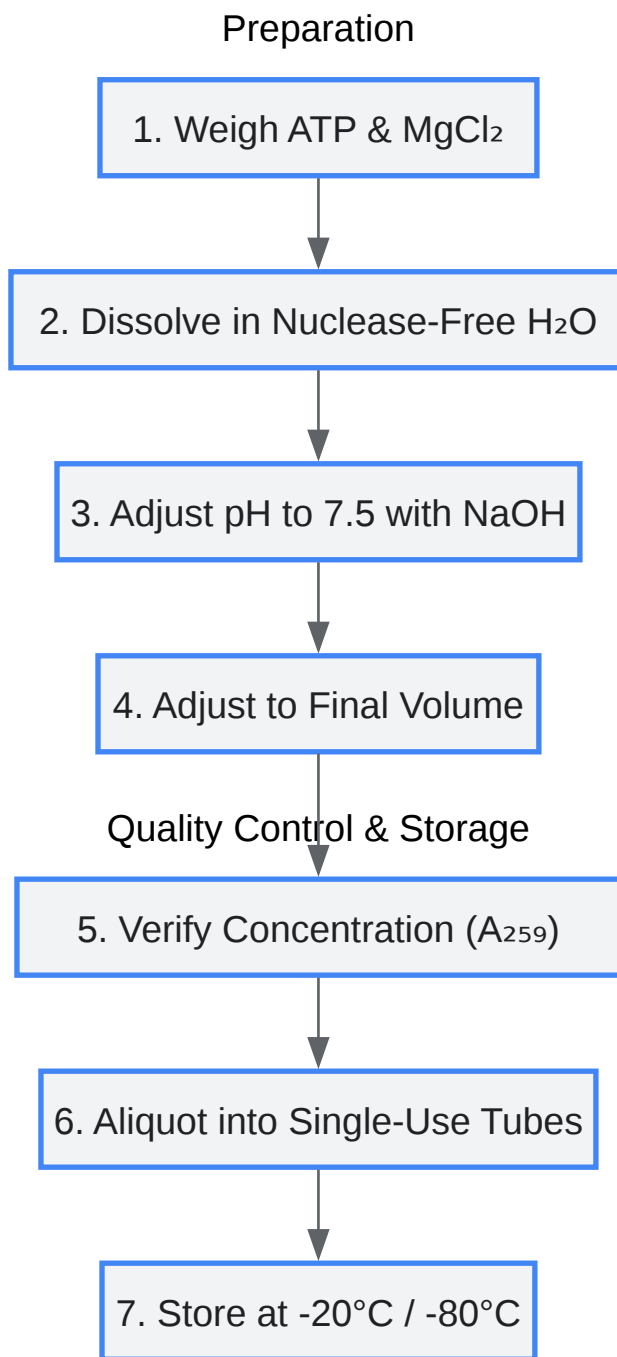 Preparation
1. Weigh ATP & MgCl₂
2. Dissolve in Nuclease-Free H₂O
3. Adjust pH to 7.5 with NaOH
4. Adjust to Final Volume
Quality Control & Storage
5. Verify Concentration (A₂₅₉)
6. Aliquot into Single-Use Tubes
7. Store at -20°C / -80°C